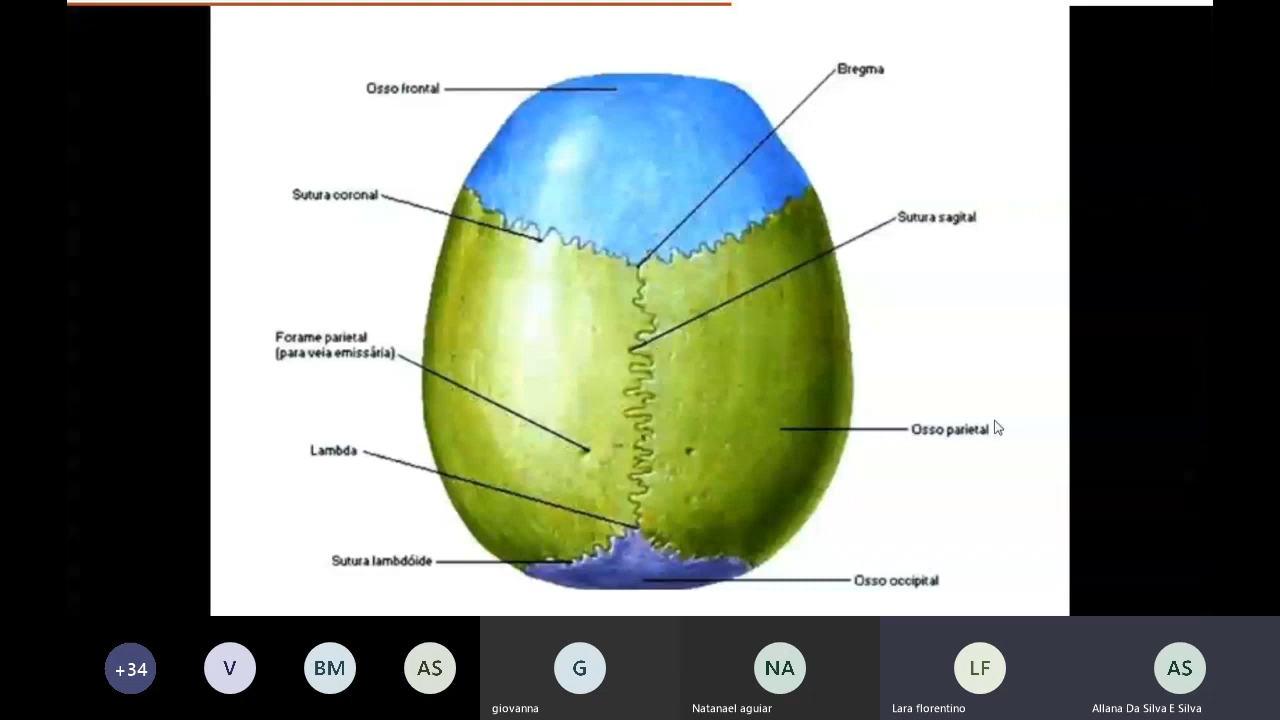 Osso frontal
Bregma
Sutura coronal
Sutura sagital
Forame parietal
(para veia emissária)
Osso parietal
Lambda
Sutura lambdóide
Osso occipital
+34
V
BM
AS
G
NA
LF
AS
giovanna
Natanael aguiar
Lara florentino
Allana Da Silva E Silva